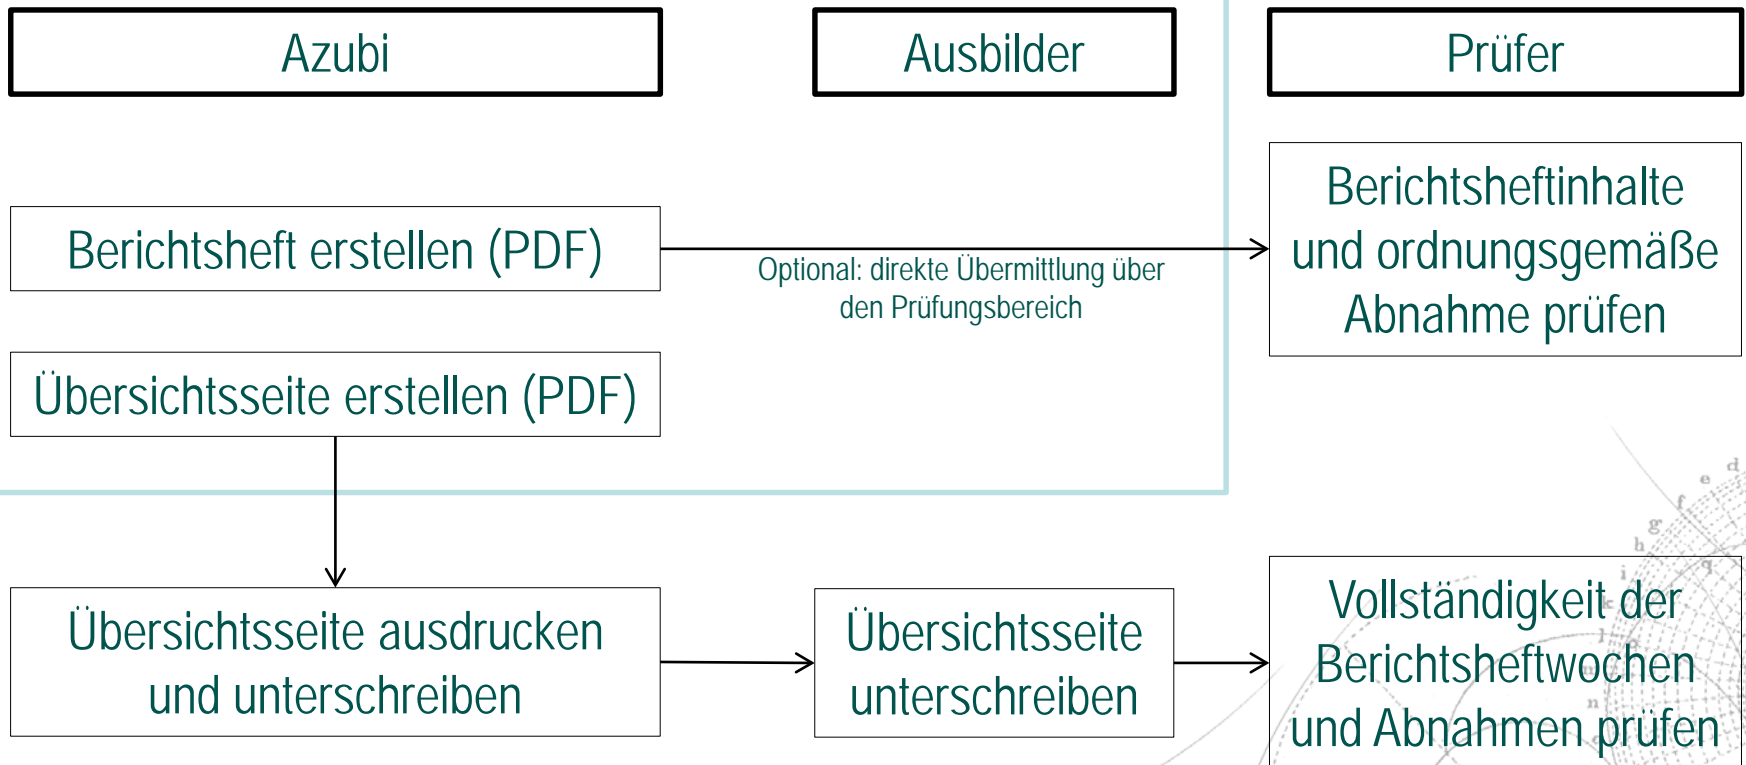 Azubi
Ausbilder
Prüfer
Berichtsheft erstellen (PDF)
Optional: direkte Übermittlung über
den Prüfungsbereich
Berichtsheftinhalte
und ordnungsgemäße
Abnahme prüfen
Übersichtsseite erstellen (PDF)
Übersichtsseite ausdrucken
und unterschreiben
Übersichtsseite
unterschreiben
Vollständigkeit der
Berichtsheftwochen
und Abnahmen prüfen
d
e
f
g
h
i
k
l
m
n
q